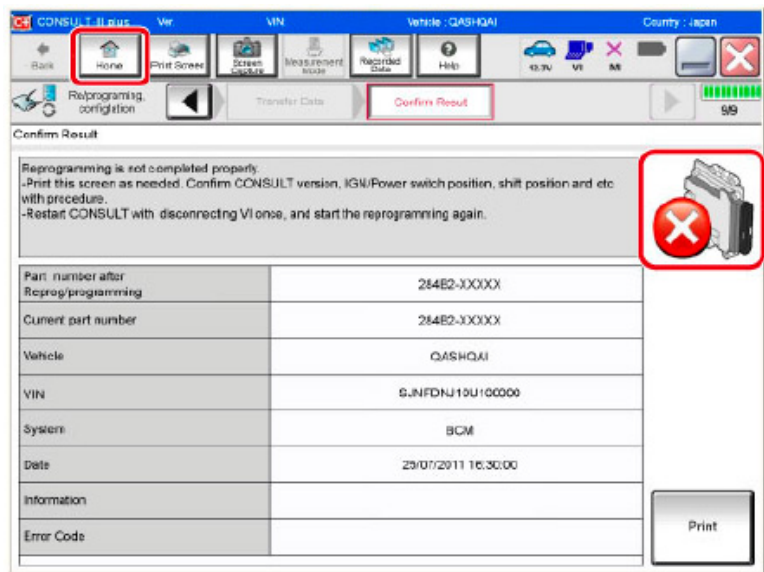 CONSULT-III plus Ver. VIN Vehicle : QASHQAI Country : Japan
Back
Home
Print Screen
Screen Capture
Measurement Mode
Recorded Data
Help
12.7V
VI
MI
Re/programing, configration
Transfer Data
Confirm Result
9/9
Confirm Result
Reprogramming is not completed properly.
-Print this screen as needed. Confirm CONSULT version, IGN/Power switch position, shift position and etc
with precedure.
-Restart CONSULT with disconnecting VI once, and start the reprogramming again.
Part number after
Reprog/programming
284B2-XXXXX
Current part number
284B2-XXXXX
Vehicle
QASHQAI
VIN
SJNFDNJ10U100000
System
BCM
Date
29/07/2011 16:30:00
Information
Error Code
Print